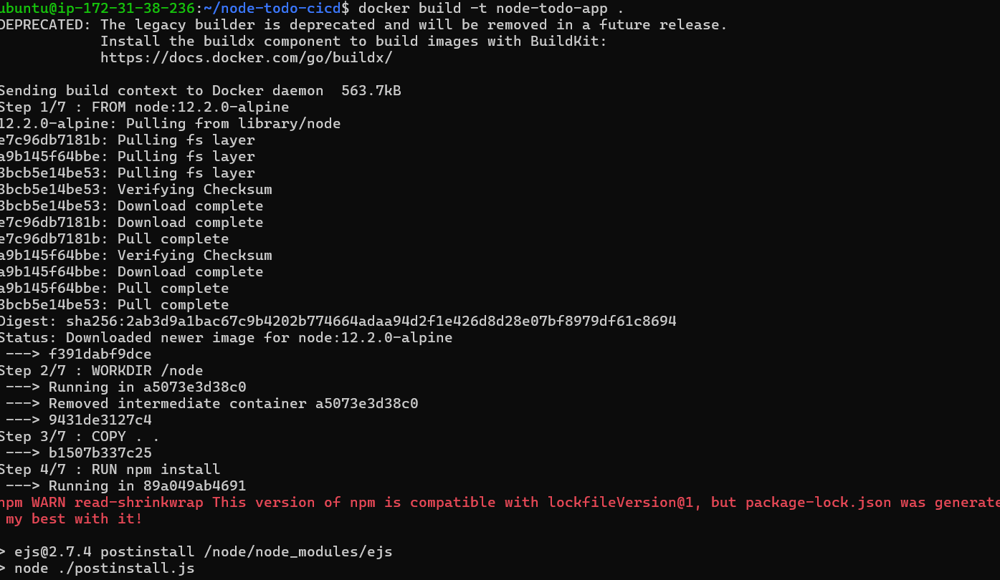 ubuntu@ip-172-31-38-236:~/node-todo-cicd$ docker build -t node-todo-app .
DEPRECATED: The legacy builder is deprecated and will be removed in a future release.
            Install the buildx component to build images with BuildKit:
            https://docs.docker.com/go/buildx/

Sending build context to Docker daemon  563.7kB
Step 1/7 : FROM node:12.2.0-alpine
12.2.0-alpine: Pulling from library/node
e7c96db7181b: Pulling fs layer
a9b145f64bbe: Pulling fs layer
3bcb5e14be53: Pulling fs layer
3bcb5e14be53: Verifying Checksum
3bcb5e14be53: Download complete
e7c96db7181b: Download complete
e7c96db7181b: Pull complete
a9b145f64bbe: Verifying Checksum
a9b145f64bbe: Download complete
a9b145f64bbe: Pull complete
3bcb5e14be53: Pull complete
Digest: sha256:2ab3d9a1bac67c9b4202b774664adaa94d2f1e426d8d28e07bf8979df61c8694
Status: Downloaded newer image for node:12.2.0-alpine
 ---> f391dabf9dce
Step 2/7 : WORKDIR /node
 ---> Running in a5073e3d38c0
 ---> Removed intermediate container a5073e3d38c0
 ---> 9431de3127c4
Step 3/7 : COPY . .
 ---> b1507b337c25
Step 4/7 : RUN npm install
 ---> Running in 89a049ab4691
npm WARN read-shrinkwrap This version of npm is compatible with lockfileVersion@1, but package-lock.json was generate
 my best with it!

> ejs@2.7.4 postinstall /node/node_modules/ejs
> node ./postinstall.js